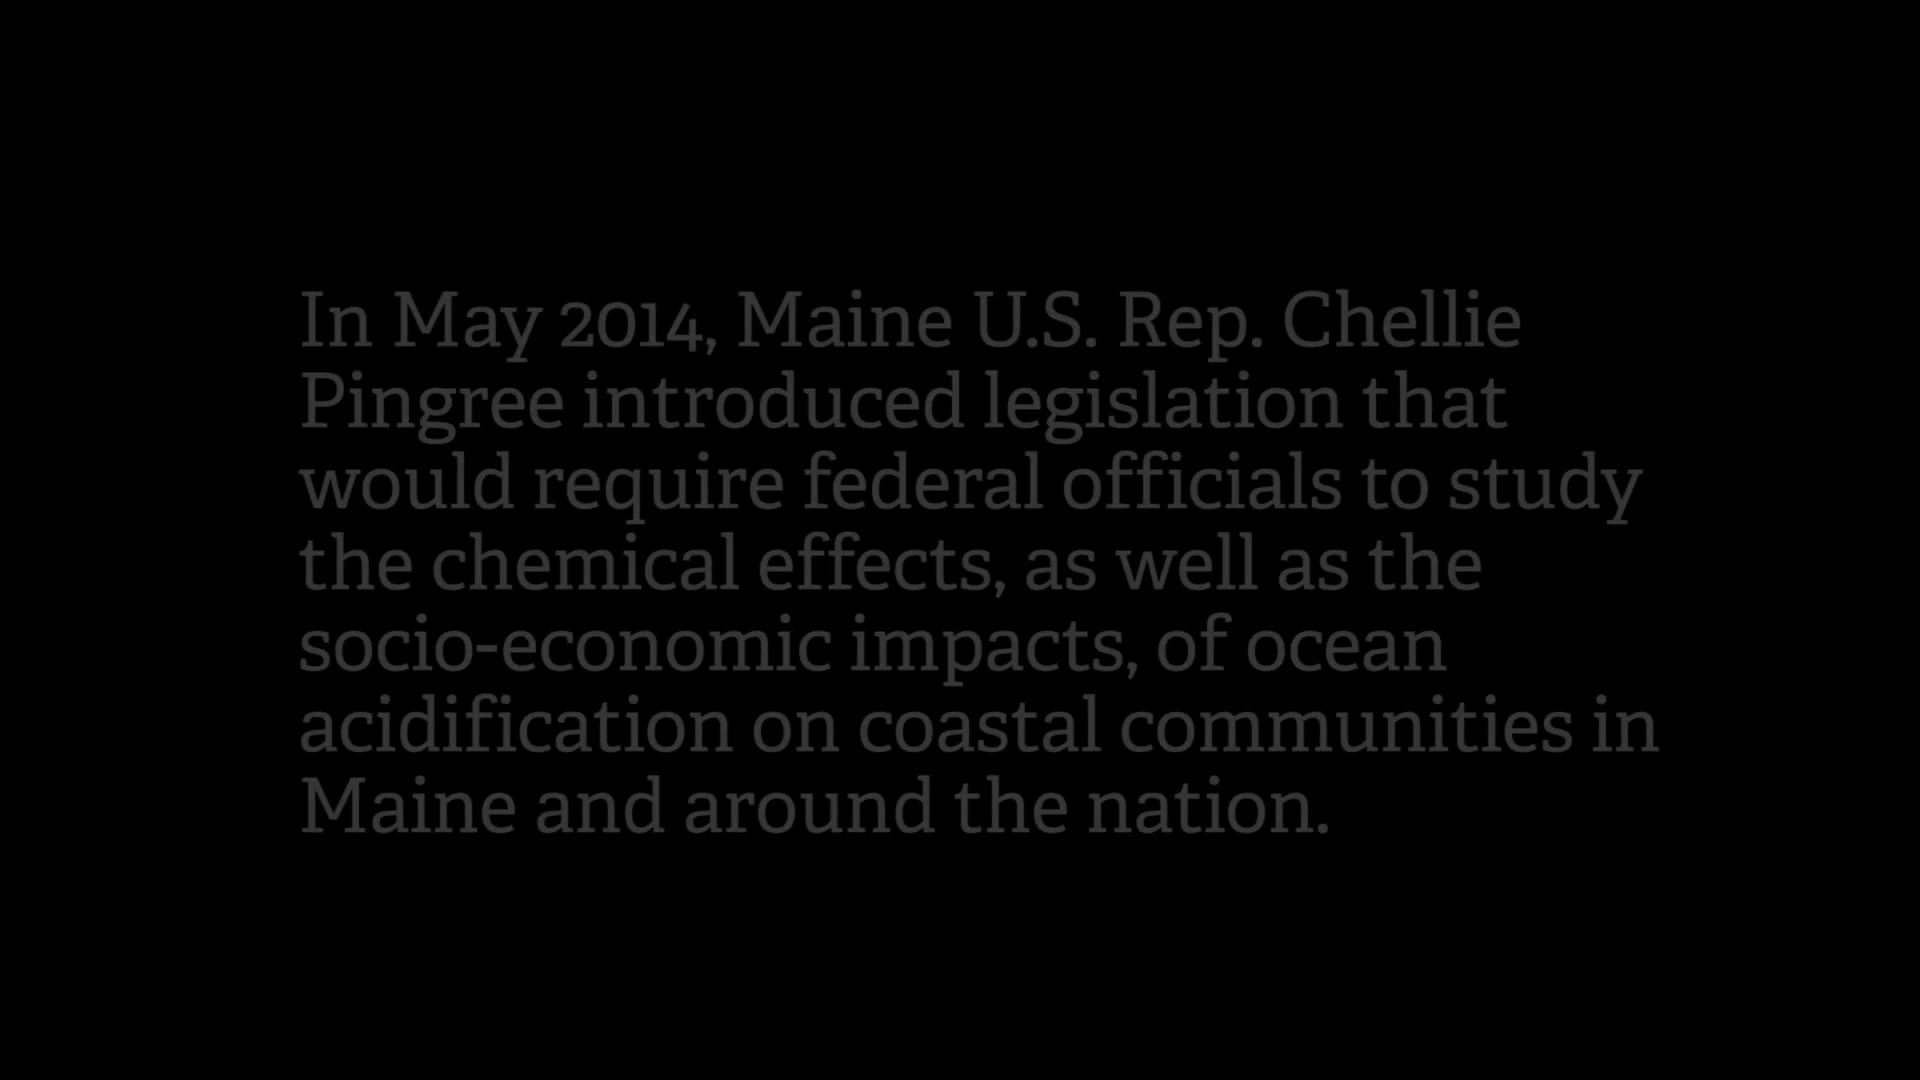 In May 2014, Maine U.S. Rep. Chellie
Pingree introduced legislation that
would require federal officials to study
the chemical effects, as well as the
socio-economic impacts, of ocean
acidification on coastal communities in
Maine and around the nation.